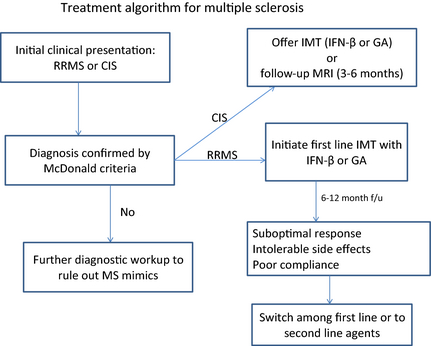 Treatment algorithm for multiple sclerosis
Initial clinical presentation:
RRMS or CIS
Offer IMT (IFN-β or GA)
or
follow-up MRI (3-6 months)
CIS
Diagnosis confirmed by
McDonald criteria
RRMS
Initiate first line IMT with
IFN-β or GA
No
6-12 month f/u
Further diagnostic workup to
rule out MS mimics
Suboptimal response
Intolerable side effects
Poor compliance
Switch among first line or to
second line agents